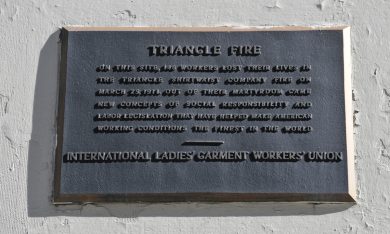 TRIANGLE FIRE
ON THIS SITE, 146 WORKERS LOST THEIR LIVES IN
THE TRIANGLE SHIRTWAIST COMPANY FIRE ON
MARCH 25, 1911. OUT OF THEIR MARTYRDOM CAME
NEW CONCEPTS OF SOCIAL RESPONSIBILITY AND
LABOR LEGISLATION THAT HAVE HELPED MAKE AMERICAN
WORKING CONDITIONS THE FINEST IN THE WORLD.
INTERNATIONAL LADIES' GARMENT WORKERS' UNION